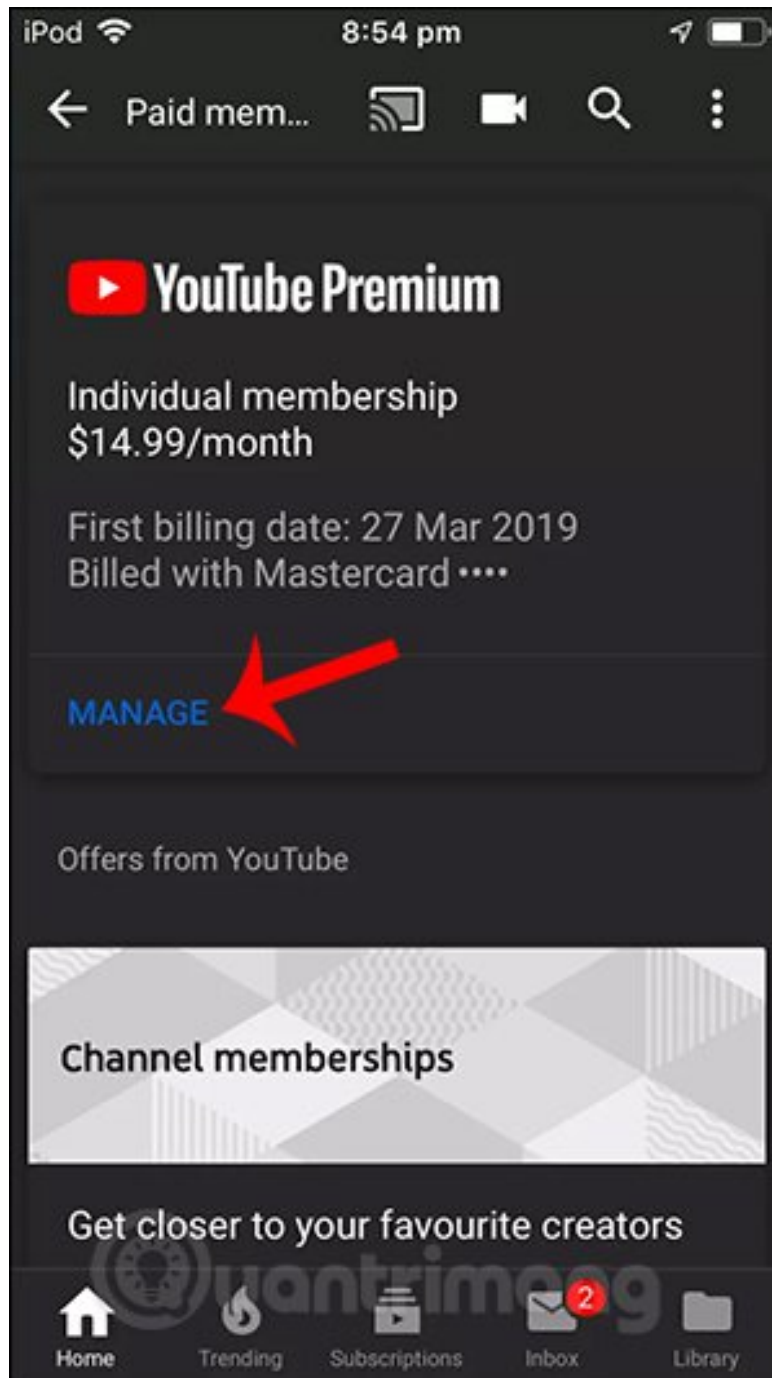 iPod
8:54 pm
Paid mem...
YouTube Premium
Individual membership
$14.99/month
First billing date: 27 Mar 2019
Billed with Mastercard ••••
MANAGE
Offers from YouTube
Channel memberships
Get closer to your favourite creators
Quantrimang
2
Home
Trending
Subscriptions
Inbox
Library